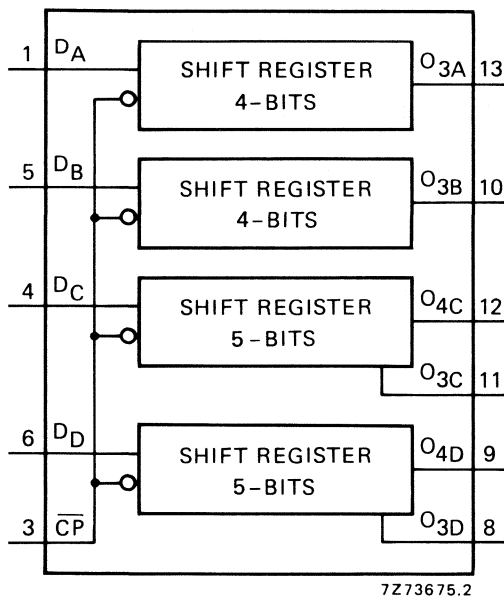 1 DA SHIFT REGISTER 4-BITS O3A 13
5 DB SHIFT REGISTER 4-BITS O3B 10
4 DC SHIFT REGISTER 5-BITS O4C 12
O3C 11
6 DD SHIFT REGISTER 5-BITS O4D 9
3 C̅P̅ O3D 8
7Z73675.2